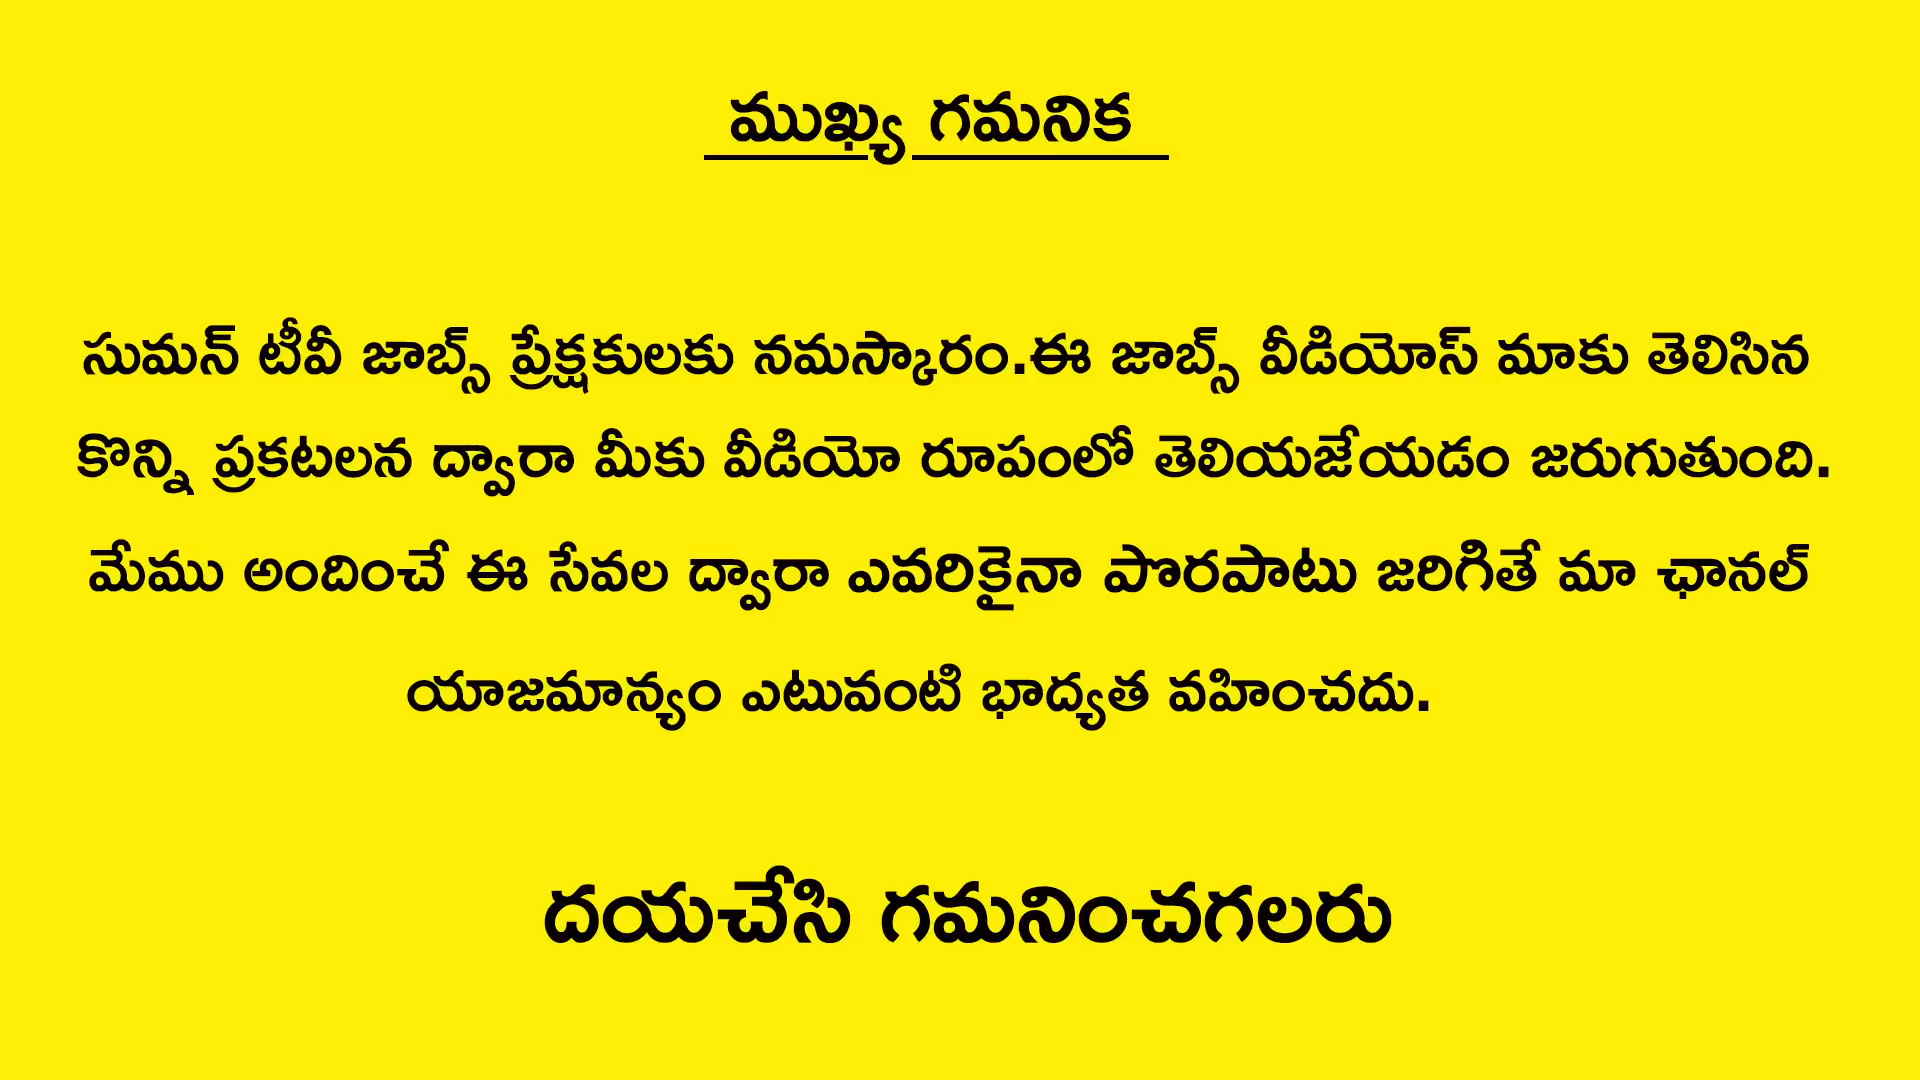 ముఖ్య గమనిక
సుమన్ టీవీ జాబ్స్ ప్రేక్షకులకు నమస్కారం.ఈ జాబ్స్ వీడియోస్ మాకు తెలిసిన
కొన్ని ప్రకటలన ద్వారా మీకు వీడియో రూపంలో తెలియజేయడం జరుగుతుంది.
మేము అందించే ఈ సేవల ద్వారా ఎవరికైనా పొరపాటు జరిగితే మా ఛానల్
యాజమాన్యం ఎటువంటి భాద్యత వహించదు.
దయచేసి గమనించగలరు